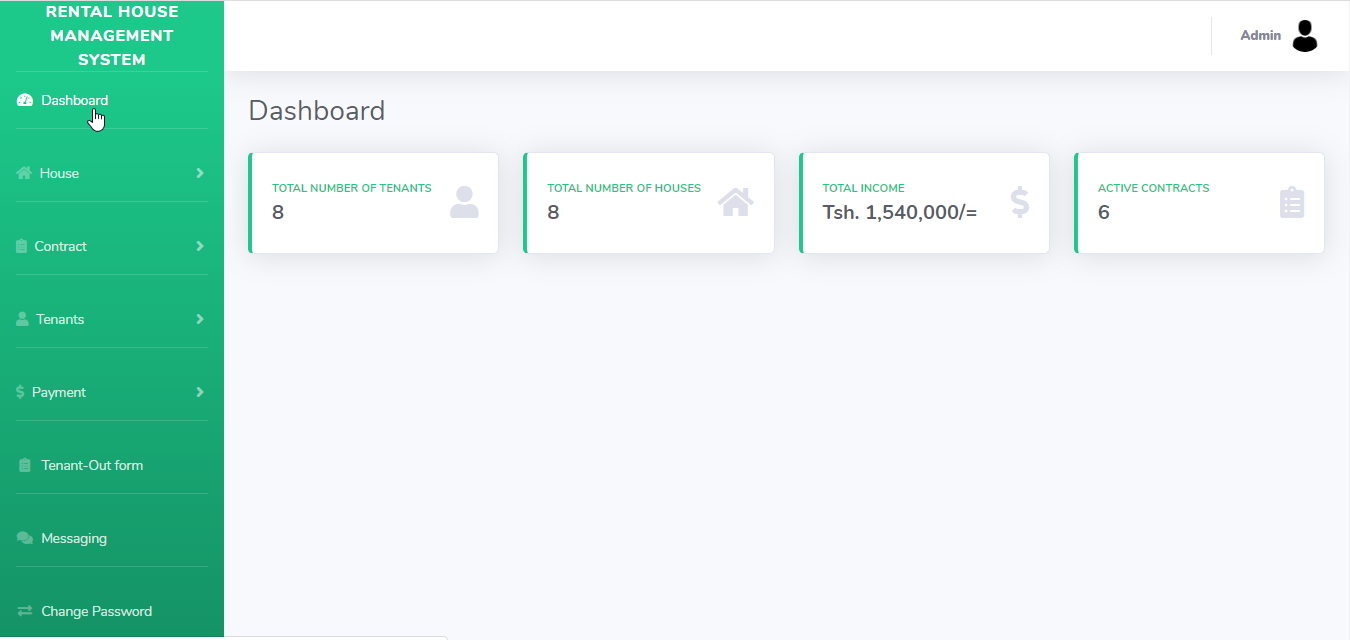 RENTAL HOUSE
MANAGEMENT
SYSTEM
Dashboard
House
Contract
Tenants
Payment
Tenant-Out form
Messaging
Change Password
Admin
Dashboard
TOTAL NUMBER OF TENANTS
8
TOTAL NUMBER OF HOUSES
8
TOTAL INCOME
Tsh. 1,540,000/=
ACTIVE CONTRACTS
6